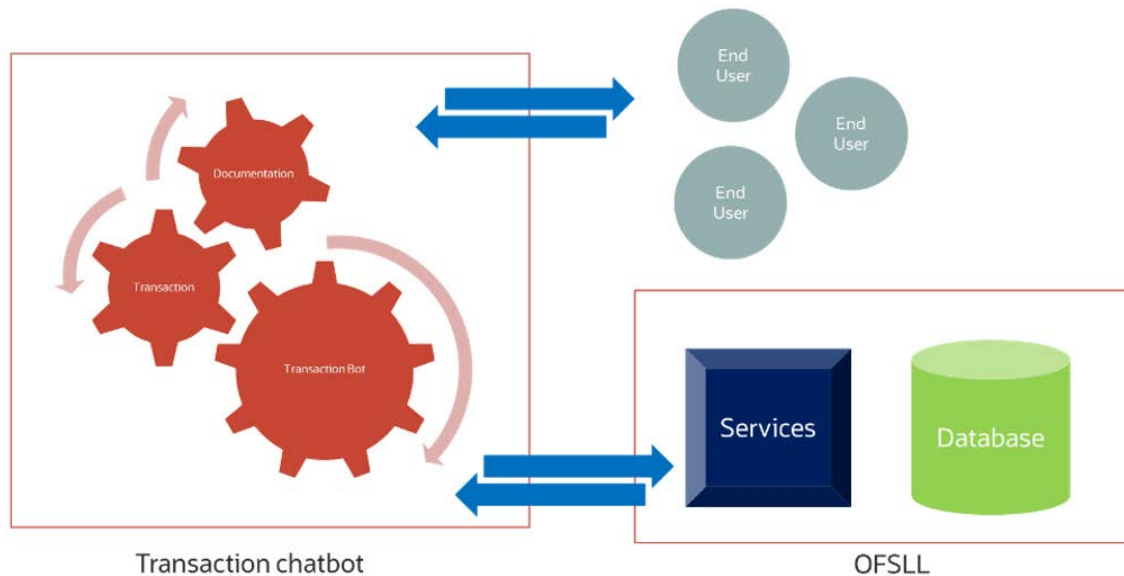 End
User
End
User
End
User
Documentation
Transaction
Transaction Bot
Services
Database
Transaction chatbot
OFSLL